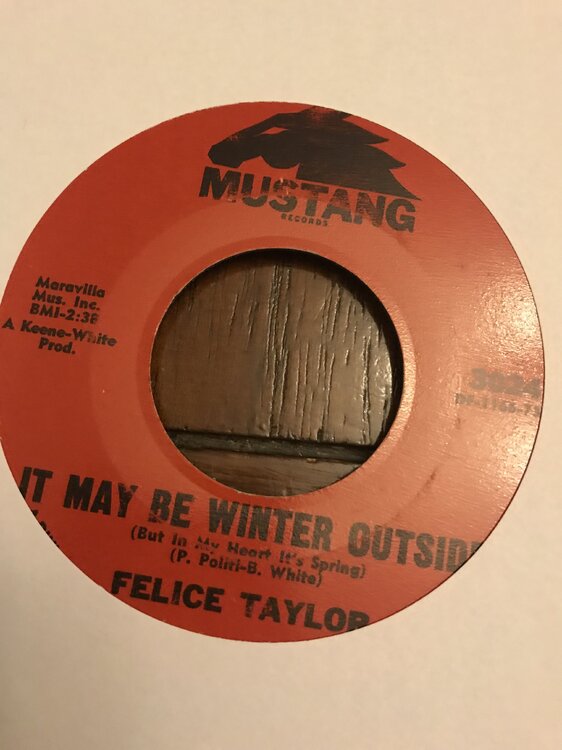 MUSTANG
RECORDS
Maravilla
Mus. Inc.
BMI-2:38
A Keene-White
Prod.
3024
IT MAY BE WINTER OUTSIDE
(But In My Heart It's Spring)
(P. Politi-B. White)
FELICE TAYLOR